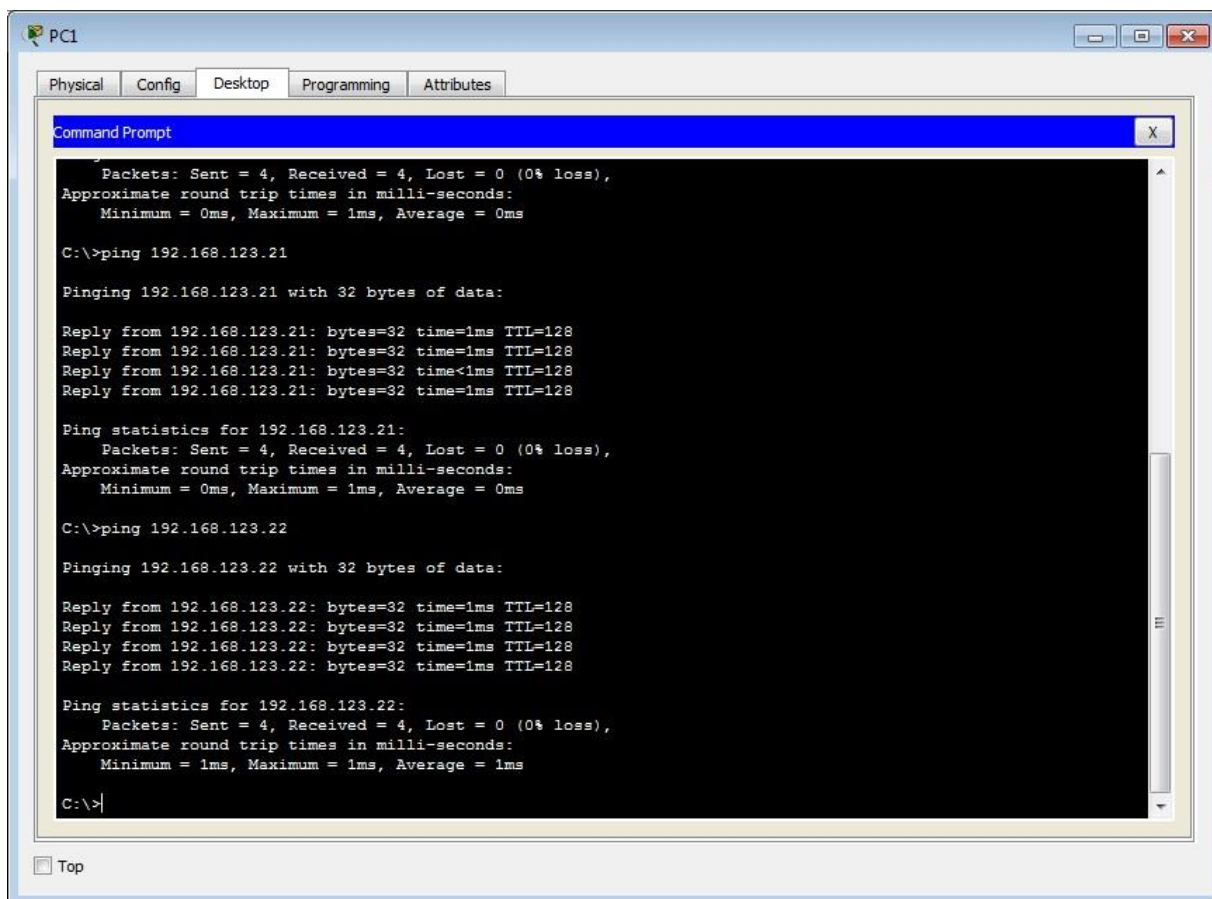 PC1
Physical Config Desktop Programming Attributes
Command Prompt X
Packets: Sent = 4, Received = 4, Lost = 0 (0% loss),
Approximate round trip times in milli-seconds:
Minimum = 0ms, Maximum = 1ms, Average = 0ms
C:\>ping 192.168.123.21
Pinging 192.168.123.21 with 32 bytes of data:
Reply from 192.168.123.21: bytes=32 time=1ms TTL=128
Reply from 192.168.123.21: bytes=32 time=1ms TTL=128
Reply from 192.168.123.21: bytes=32 time<1ms TTL=128
Reply from 192.168.123.21: bytes=32 time=1ms TTL=128
Ping statistics for 192.168.123.21:
Packets: Sent = 4, Received = 4, Lost = 0 (0% loss),
Approximate round trip times in milli-seconds:
Minimum = 0ms, Maximum = 1ms, Average = 0ms
C:\>ping 192.168.123.22
Pinging 192.168.123.22 with 32 bytes of data:
Reply from 192.168.123.22: bytes=32 time=1ms TTL=128
Reply from 192.168.123.22: bytes=32 time=1ms TTL=128
Reply from 192.168.123.22: bytes=32 time=1ms TTL=128
Reply from 192.168.123.22: bytes=32 time=1ms TTL=128
Ping statistics for 192.168.123.22:
Packets: Sent = 4, Received = 4, Lost = 0 (0% loss),
Approximate round trip times in milli-seconds:
Minimum = 1ms, Maximum = 1ms, Average = 1ms
C:\>
Top